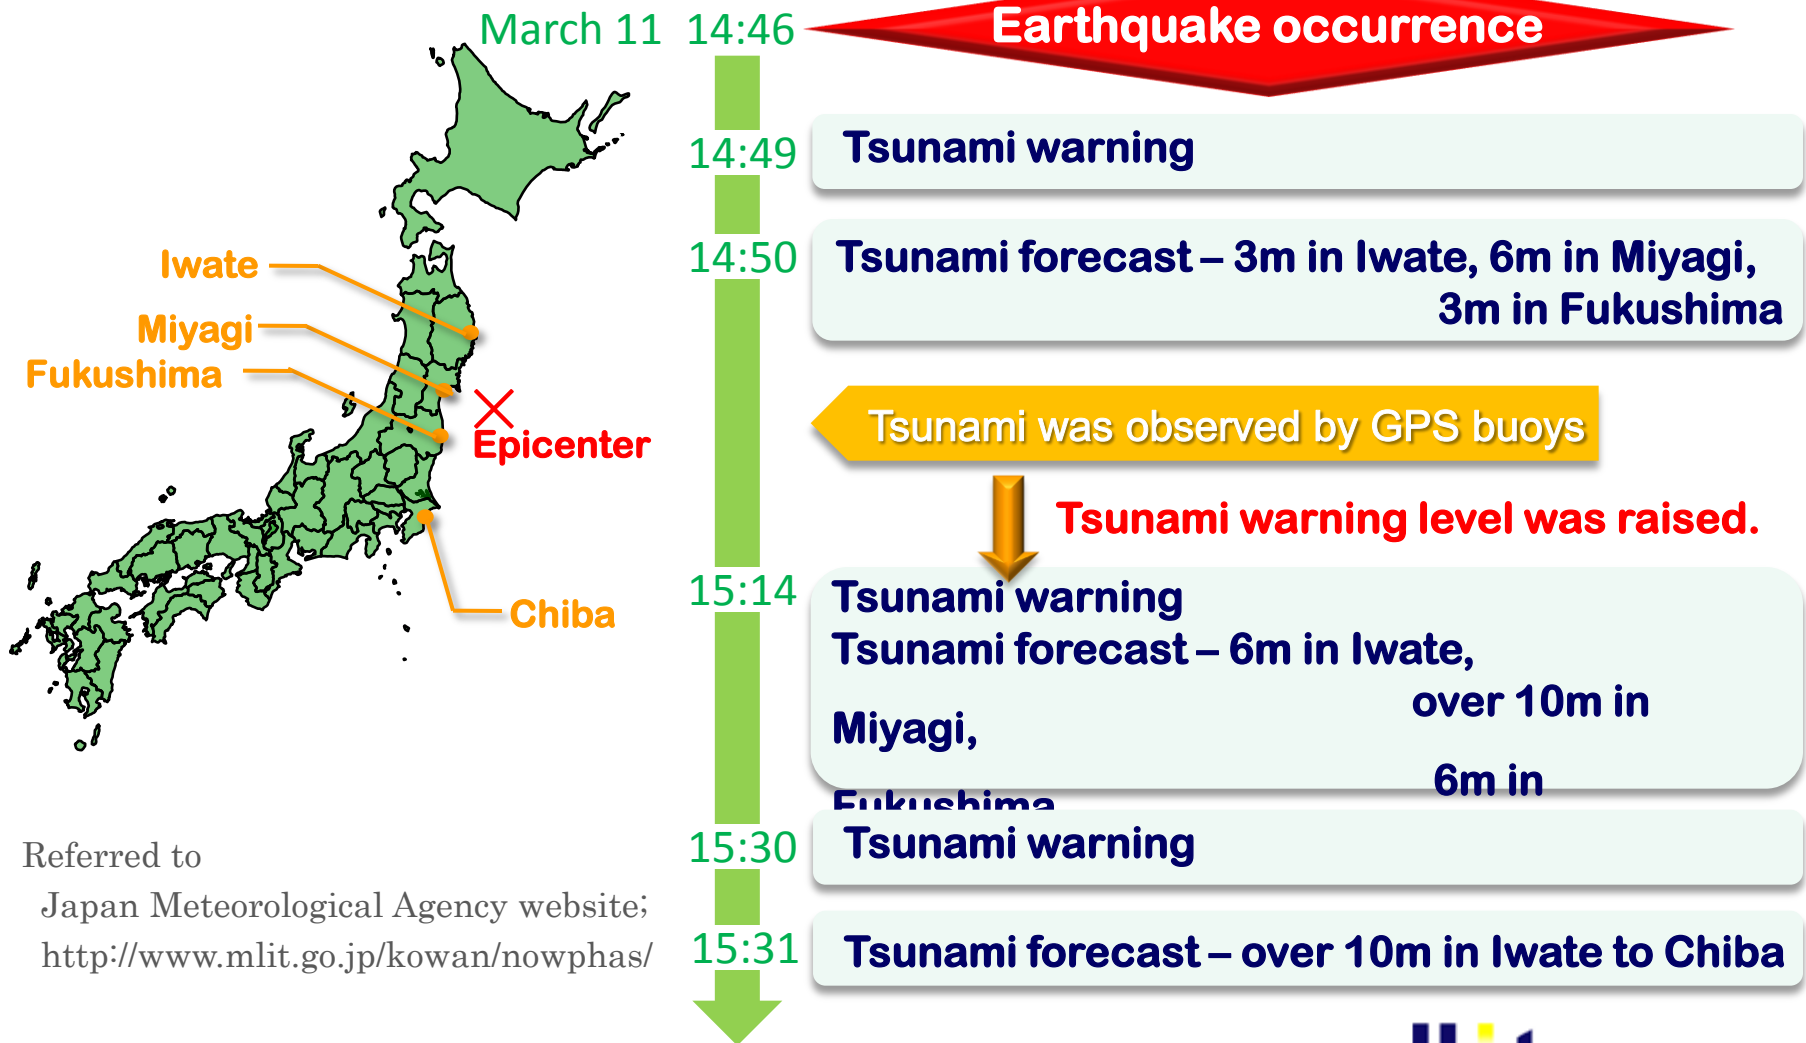 March 11 14:46
Earthquake occurrence
14:49
Tsunami warning
14:50
Tsunami forecast – 3m in Iwate, 6m in Miyagi,
3m in Fukushima
Tsunami was observed by GPS buoys
Tsunami warning level was raised.
15:14
Tsunami warning
Tsunami forecast – 6m in Iwate,
over 10m in
Miyagi,
6m in
Fukushima
15:30
Tsunami warning
15:31
Tsunami forecast – over 10m in Iwate to Chiba
Iwate
Miyagi
Fukushima
Epicenter
Chiba
Referred to
Japan Meteorological Agency website;
http://www.mlit.go.jp/kowan/nowphas/